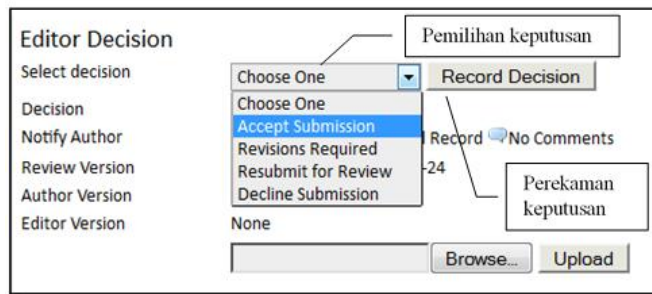 Editor Decision
Pemilihan keputusan
Select decision
Choose One
Record Decision
Decision
Choose One
Accept Submission
Notify Author
Record No Comments
Revisions Required
Review Version
Resubmit for Review
-24
Author Version
Decline Submission
Perekaman
keputusan
Editor Version
None
Browse... Upload